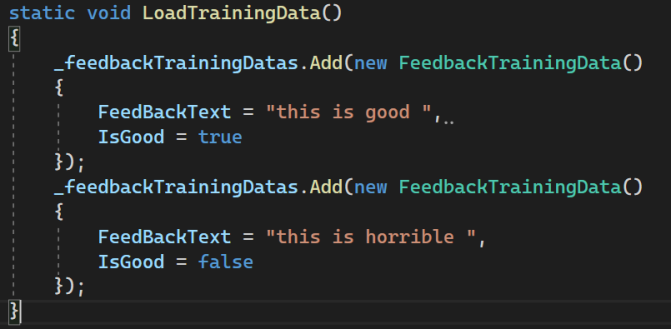 static void LoadTrainingData()
{
    _feedbackTrainingDatas.Add(new FeedbackTrainingData()
    {
        FeedBackText = "this is good ",
        IsGood = true
    });
    _feedbackTrainingDatas.Add(new FeedbackTrainingData()
    {
        FeedBackText = "this is horrible ",
        IsGood = false
    });
}